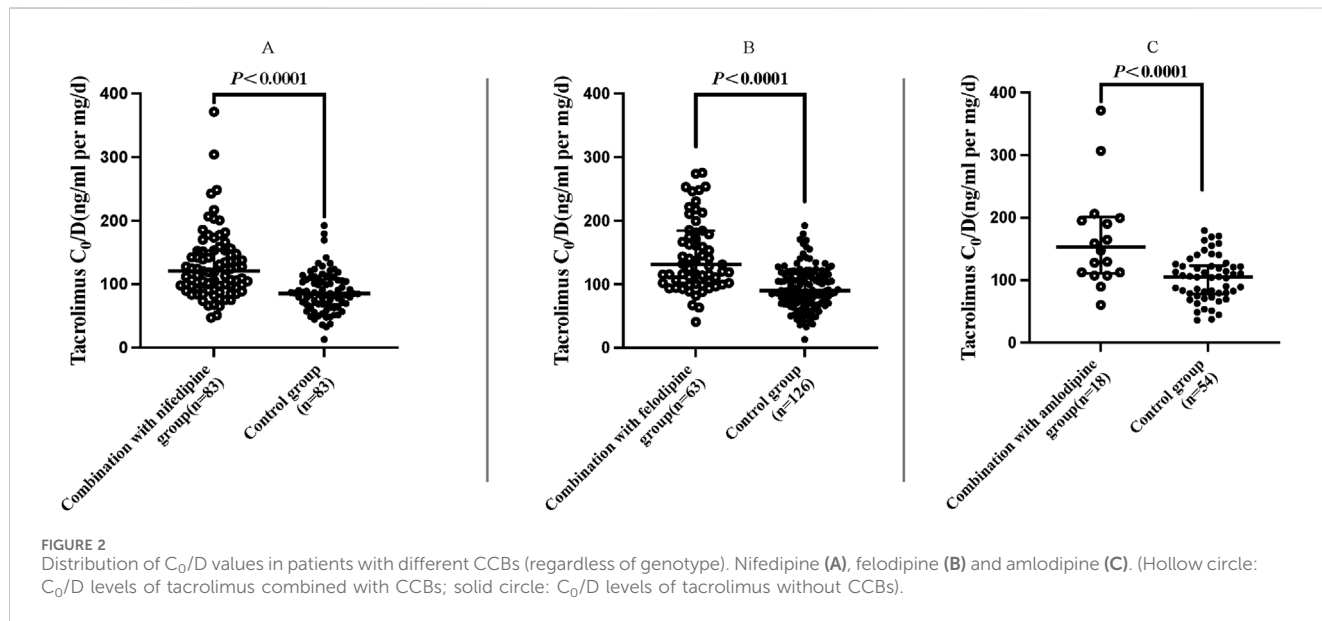 A
P<0.0001
Tacrolimus C₀/D(ng/ml per mg/d)
400
300
200
100
0
Combination with nifedipine
group(n=83)
Control group
(n=83)
B
P<0.0001
Tacrolimus C₀/D(ng/ml per mg/d)
400
300
200
100
0
Combination with felodipine
group(n=63)
Control group
(n=126)
C
P<0.0001
Tacrolimus C₀/D(ng/ml per mg/d)
400
300
200
100
0
Combination with amlodipine
group(n=18)
Control group
(n=54)
FIGURE 2
Distribution of C₀/D values in patients with different CCBs (regardless of genotype). Nifedipine (A), felodipine (B) and amlodipine (C). (Hollow circle:
C₀/D levels of tacrolimus combined with CCBs; solid circle: C₀/D levels of tacrolimus without CCBs).